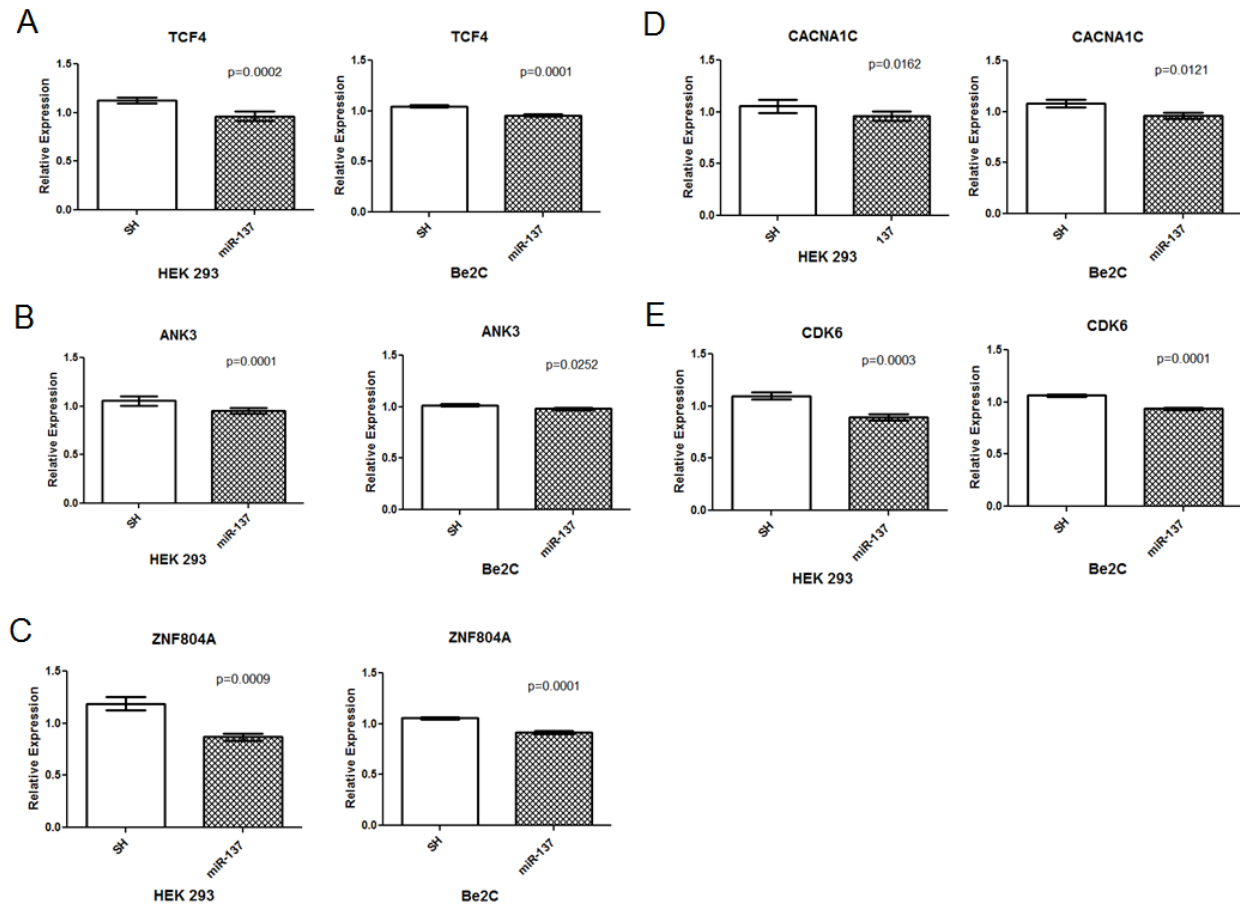 A
TCF4
Relative Expression
1.5
1.0
0.5
0.0
p=0.0002
SH
miR-137
HEK 293
TCF4
Relative Expression
1.5
1.0
0.5
0.0
p=0.0001
SH
miR-137
Be2C
D
CACNA1C
Relative Expression
1.5
1.0
0.5
0.0
p=0.0162
SH
137
HEK 293
CACNA1C
Relative Expression
1.5
1.0
0.5
0.0
p=0.0121
SH
miR-137
Be2C
B
ANK3
Relative Expression
1.5
1.0
0.5
0.0
p=0.0001
SH
miR-137
HEK 293
ANK3
Relative Expression
1.5
1.0
0.5
0.0
p=0.0252
SH
miR-137
Be2C
E
CDK6
Relative Expression
1.5
1.0
0.5
0.0
p=0.0003
SH
miR-137
HEK 293
CDK6
Relative Expression
1.5
1.0
0.5
0.0
p=0.0001
SH
miR-137
Be2C
C
ZNF804A
Relative Expression
1.5
1.0
0.5
0.0
p=0.0009
SH
miR-137
HEK 293
ZNF804A
Relative Expression
1.5
1.0
0.5
0.0
p=0.0001
SH
miR-137
Be2C